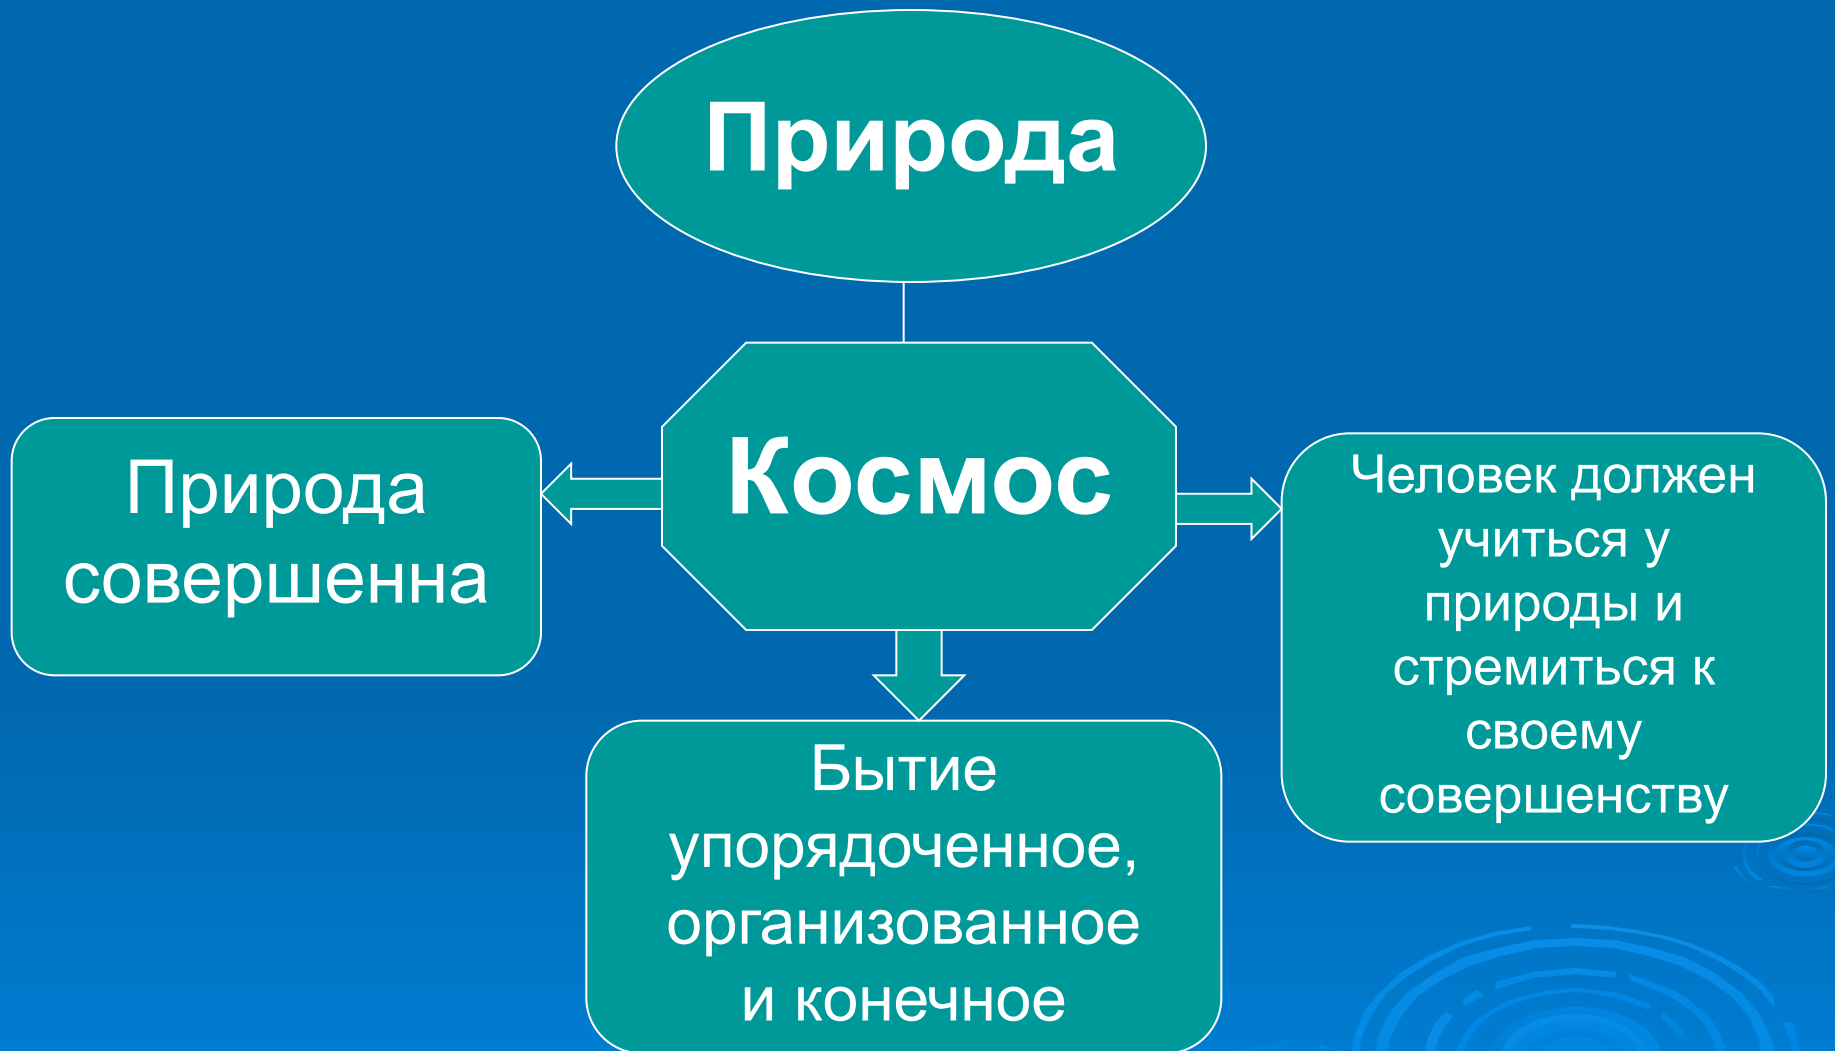 Природа
Космос
Природа
совершенна
Человек должен
учиться у
природы и
стремиться к
своему
совершенству
Бытие
упорядоченное,
организованное
и конечное